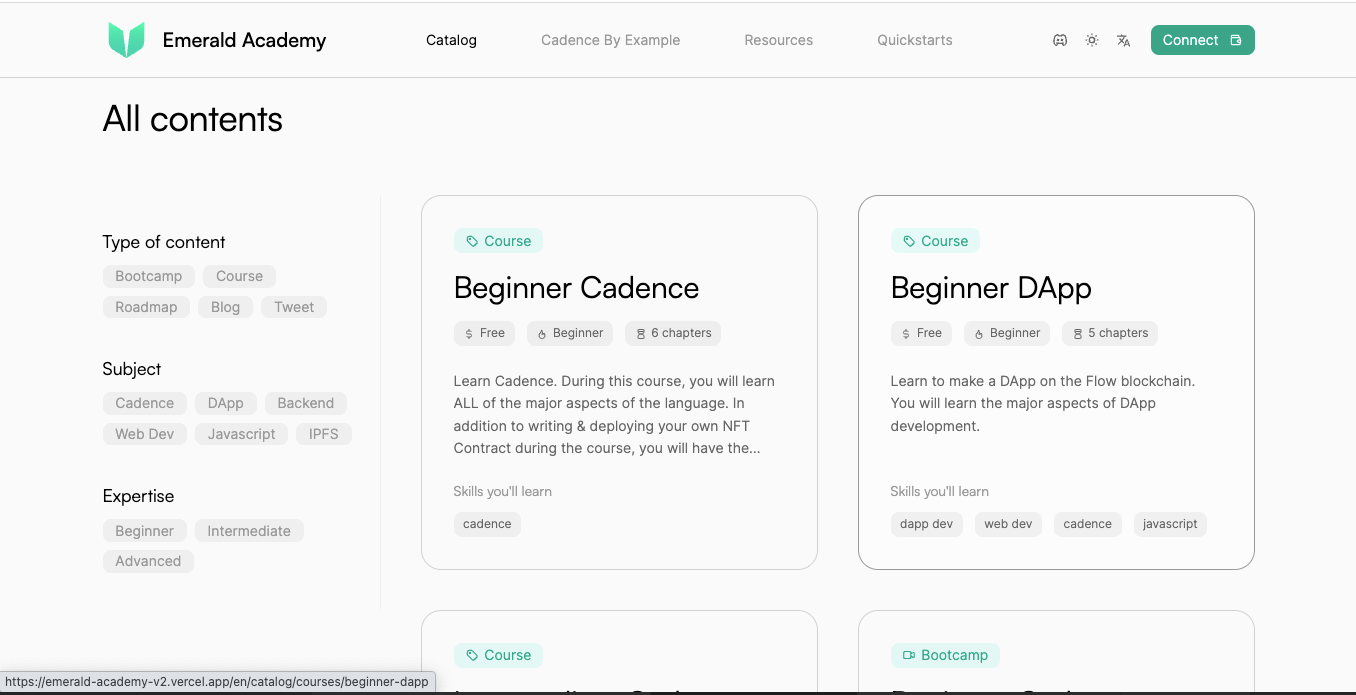 Emerald Academy
Catalog
Cadence By Example
Resources
Quickstarts
Connect
All contents
Type of content
Bootcamp
Course
Roadmap
Blog
Tweet
Subject
Cadence
DApp
Backend
Web Dev
Javascript
IPFS
Expertise
Beginner
Intermediate
Advanced
Course
Beginner Cadence
Free
Beginner
6 chapters
Learn Cadence. During this course, you will learn
ALL of the major aspects of the language. In
addition to writing & deploying your own NFT
Contract during the course, you will have the...
Skills you'll learn
cadence
Course
Beginner DApp
Free
Beginner
5 chapters
Learn to make a DApp on the Flow blockchain.
You will learn the major aspects of DApp
development.
Skills you'll learn
dapp dev
web dev
cadence
javascript
Course
Bootcamp
https://emerald-academy-v2.vercel.app/en/catalog/courses/beginner-dapp